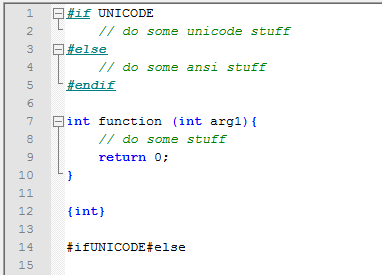 1 #if UNICODE
2     // do some unicode stuff
3 #else
4     // do some ansi stuff
5 #endif
6
7 int function (int arg1){
8     // do some stuff
9     return 0;
10 }
11
12 {int}
13
14 #ifUNICODE#else
15